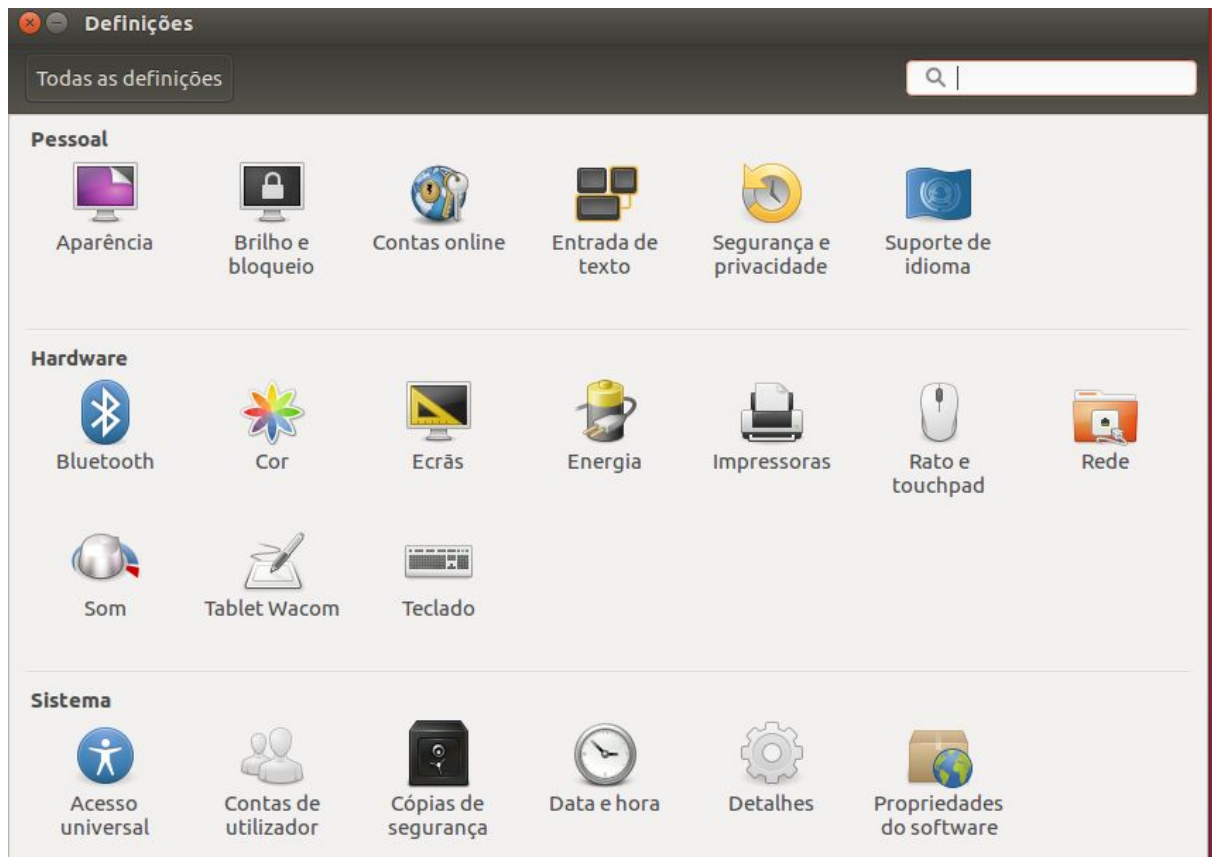 Definições
Todas as definições
Pessoal
Aparência
Brilho e
bloqueio
Contas online
Entrada de
texto
Segurança e
privacidade
Suporte de
idioma
Hardware
Bluetooth
Cor
Ecrãs
Energia
Impressoras
Rato e
touchpad
Rede
Som
Tablet Wacom
Teclado
Sistema
Acesso
universal
Contas de
utilizador
Cópias de
segurança
Data e hora
Detalhes
Propriedades
do software